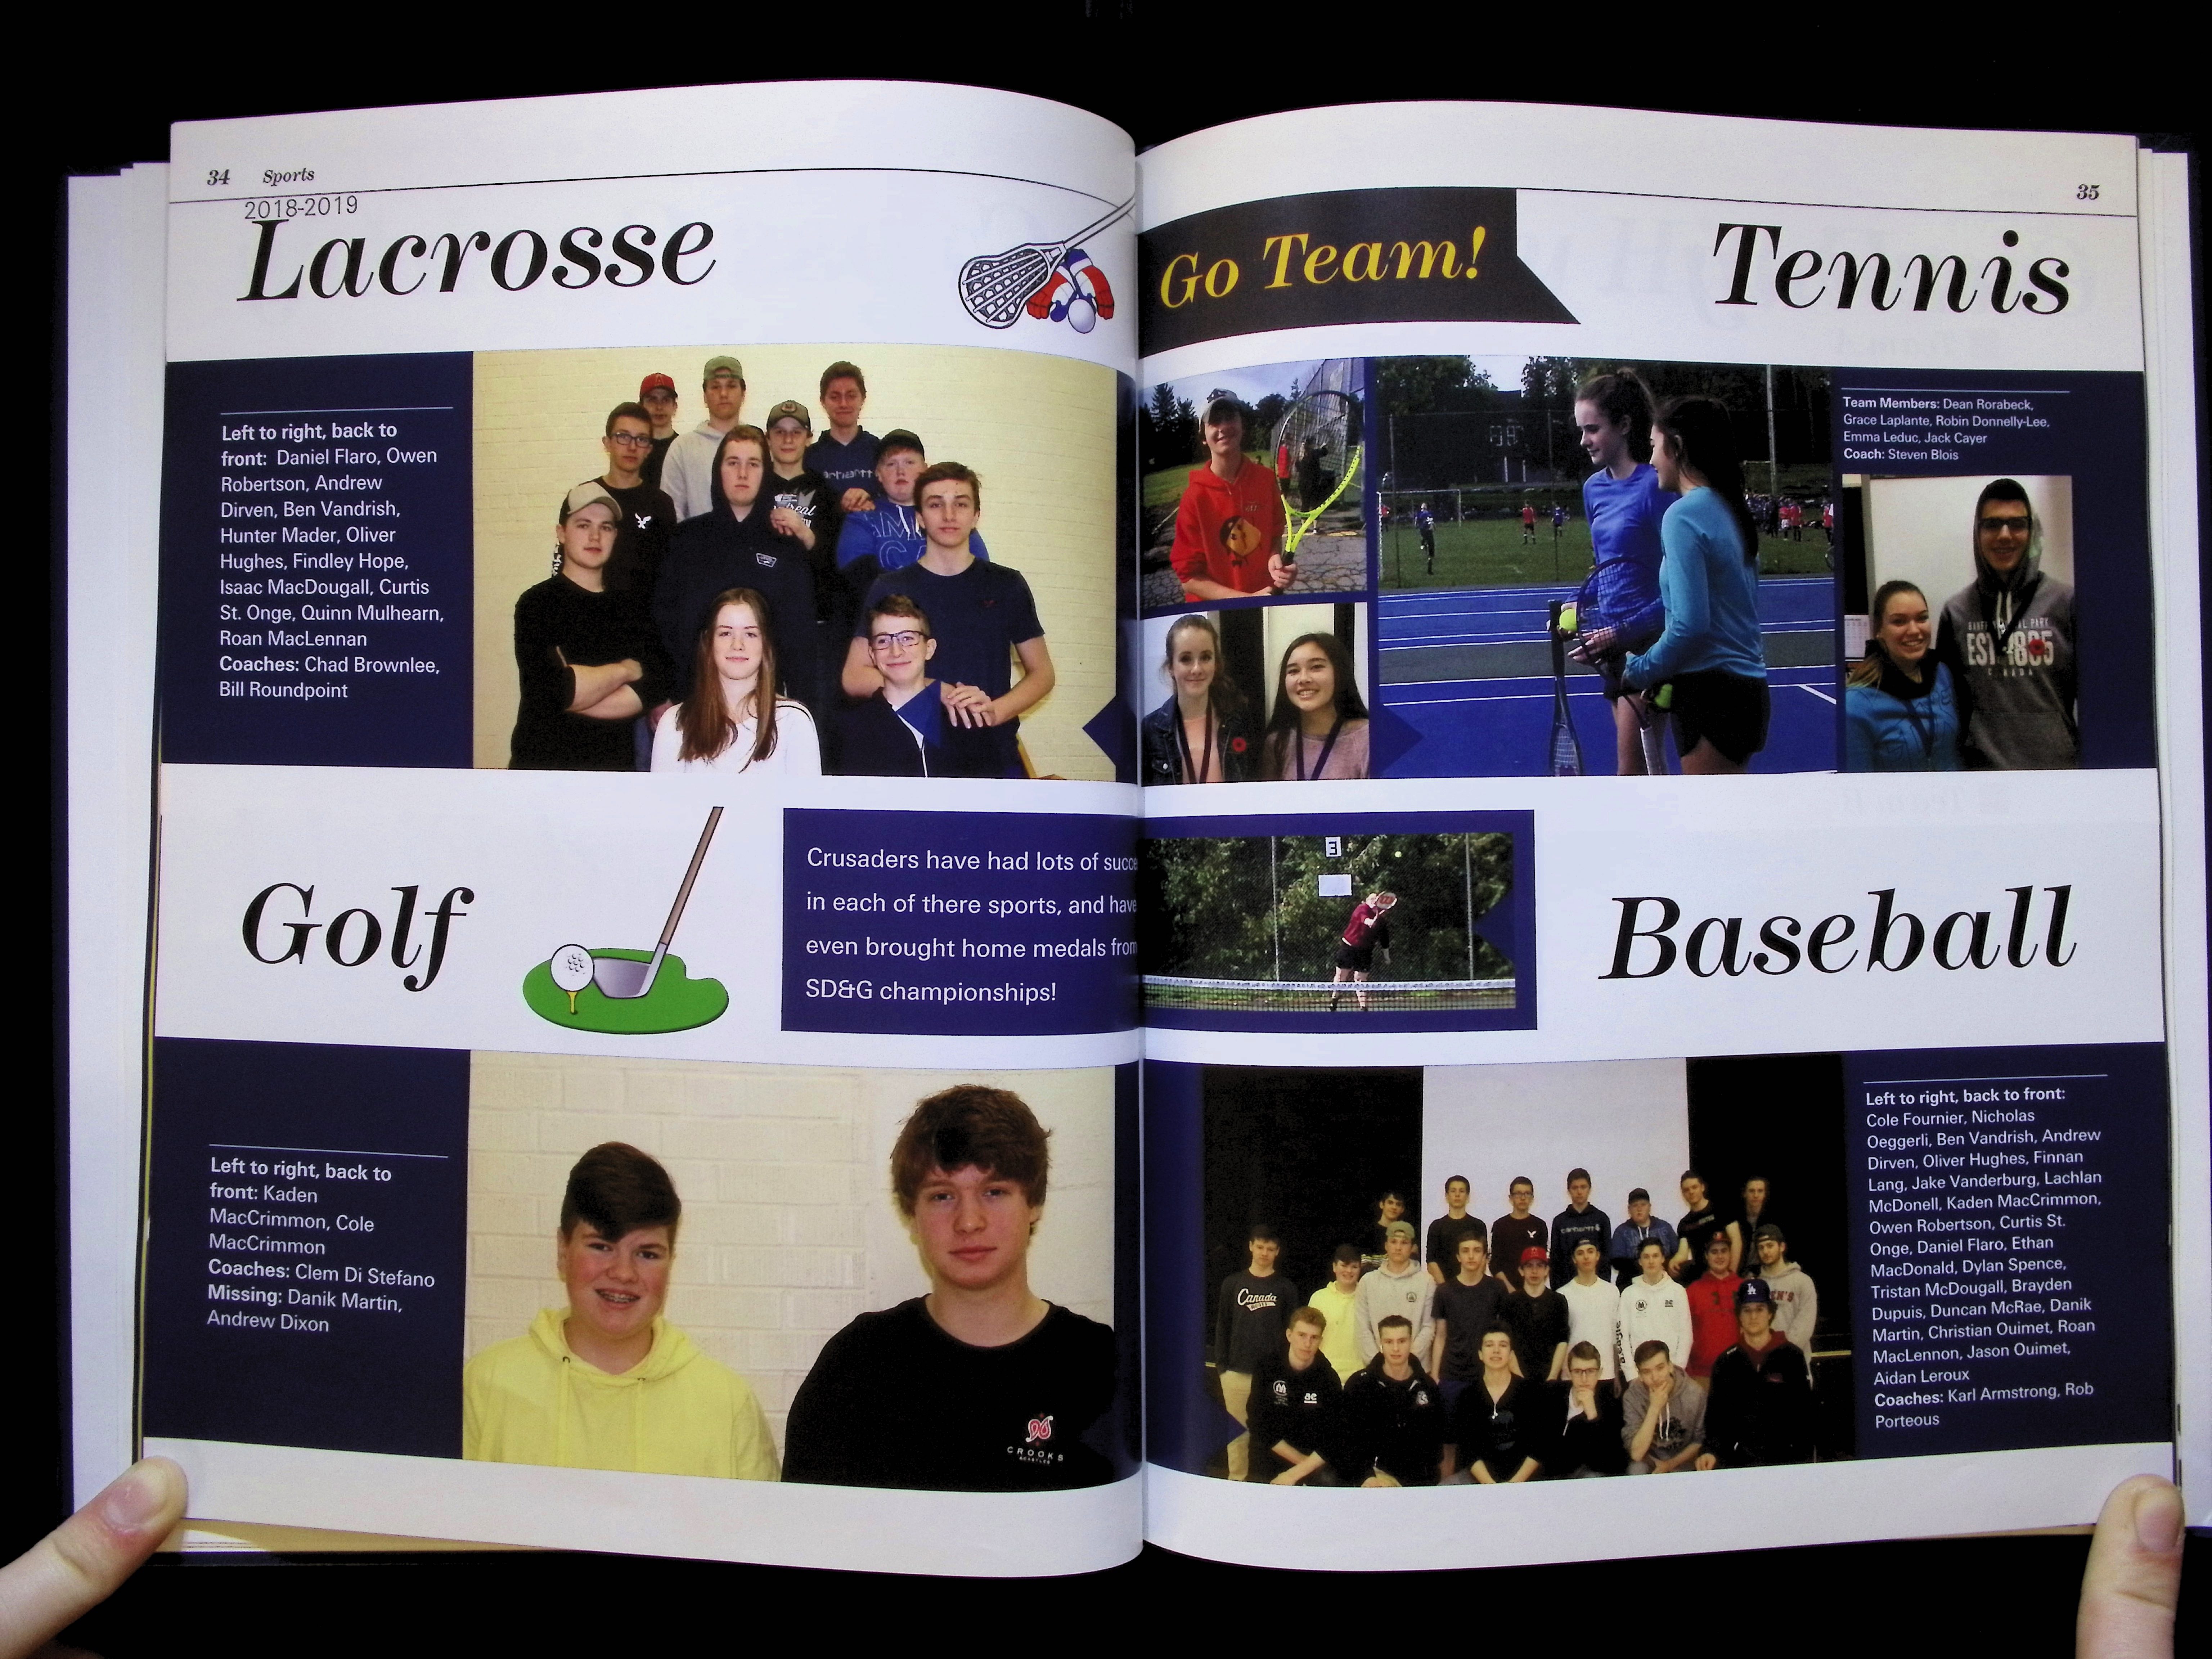 34 Sports
2018-2019
Lacrosse
Left to right, back to
front: Daniel Flaro, Owen
Robertson, Andrew
Dirven, Ben Vandrish,
Hunter Mader, Oliver
Hughes, Findley Hope,
Isaac MacDougall, Curtis
St. Onge, Quinn Mulhearn,
Roan MacLennan
Coaches: Chad Brownlee,
Bill Roundpoint
Golf
Crusaders have had lots of succe
in each of there sports, and have
even brought home medals from
SD&G championships!
Left to right, back to
front: Kaden
MacCrimmon, Cole
MacCrimmon
Coaches: Clem Di Stefano
Missing: Danik Martin,
Andrew Dixon
CROOKS
35
Go Team!
Tennis
Team Members: Dean Rorabeck,
Grace Laplante, Robin Donnelly-Lee,
Emma Leduc, Jack Cayer
Coach: Steven Blois
EST 1885
CANADA
3
Baseball
Left to right, back to front:
Cole Fournier, Nicholas
Oeggerli, Ben Vandrish, Andrew
Dirven, Oliver Hughes, Finnan
Lang, Jake Vanderburg, Lachlan
McDonell, Kaden MacCrimmon,
Owen Robertson, Curtis St.
Onge, Daniel Flaro, Ethan
MacDonald, Dylan Spence,
Tristan McDougall, Brayden
Dupuis, Duncan McRae, Danik
Martin, Christian Ouimet, Roan
MacLennon, Jason Ouimet,
Aidan Leroux
Coaches: Karl Armstrong, Rob
Porteous
Canada
LA